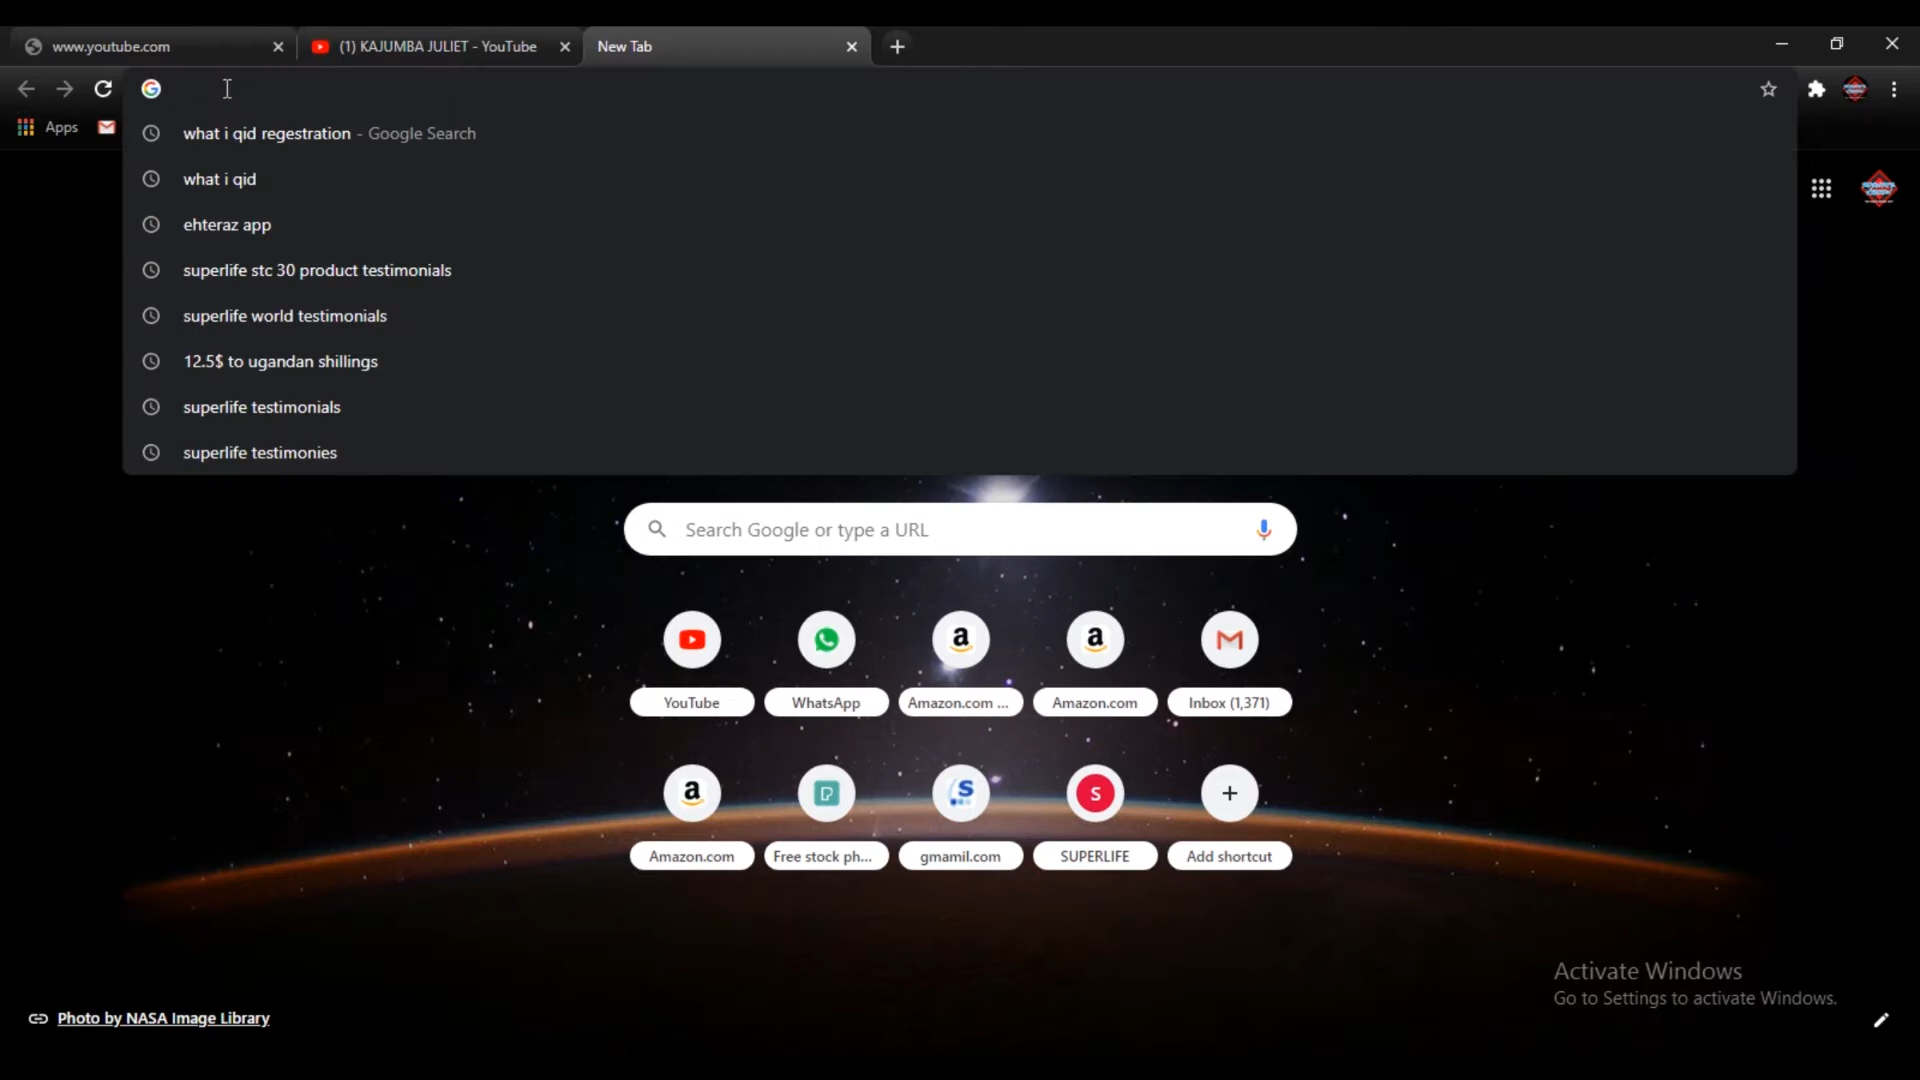 www.youtube.com
(1) KAJUMBA JULIET - YouTube
New Tab
Apps
what i qid regestration - Google Search
what i qid
ehteraz app
superlife stc 30 product testimonials
superlife world testimonials
12.5$ to ugandan shillings
superlife testimonials
superlife testimonies
Search Google or type a URL
YouTube
WhatsApp
Amazon.com ...
Amazon.com
Inbox (1,371)
S
Amazon.com
Free stock ph...
gmamil.com
SUPERLIFE
Add shortcut
Activate Windows
Go to Settings to activate Windows.
Photo by NASA Image Library